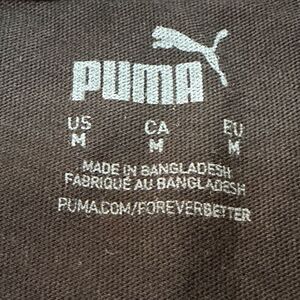 PUMA
US CA EU
M M M
MADE IN BANGLADESH
FABRIQUÉ AU BANGLADESH
PUMA.COM/FOREVERBETTER